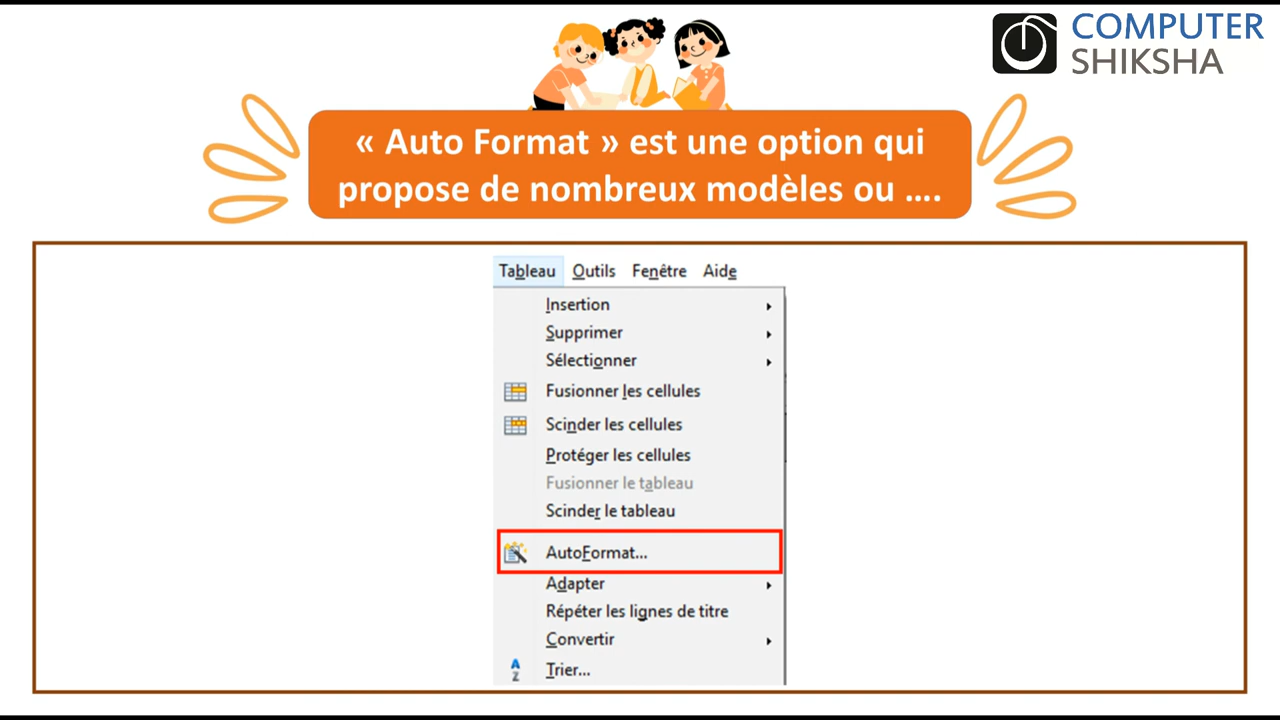 COMPUTER
SHIKSHA
« Auto Format » est une option qui
propose de nombreux modèles ou ....
Tableau Outils Fenêtre Aide
Insertion
Supprimer
Sélectionner
Fusionner les cellules
Scinder les cellules
Protéger les cellules
Fusionner le tableau
Scinder le tableau
AutoFormat...
Adapter
Répéter les lignes de titre
Convertir
A
Z
Trier...